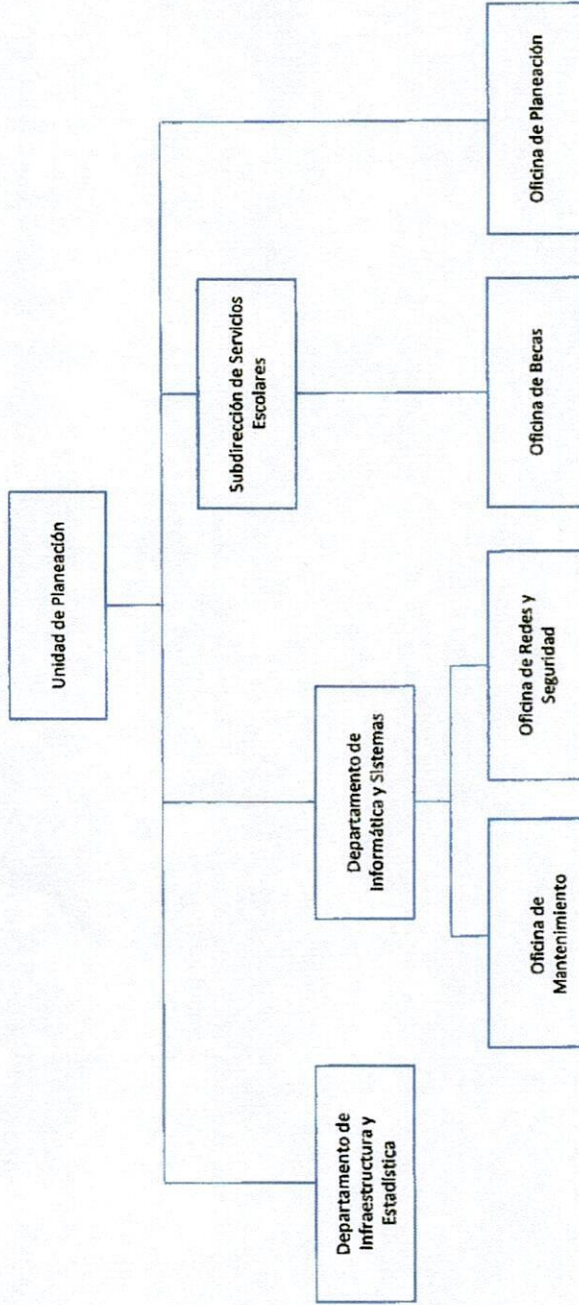 Unidad de Planeación
Subdirección de Servicios
Escolares
Departamento de
Infraestructura y
Estadística
Departamento de
Informática y Sistemas
Oficina de
Mantenimiento
Oficina de Redes y
Seguridad
Oficina de Becas
Oficina de Planeación